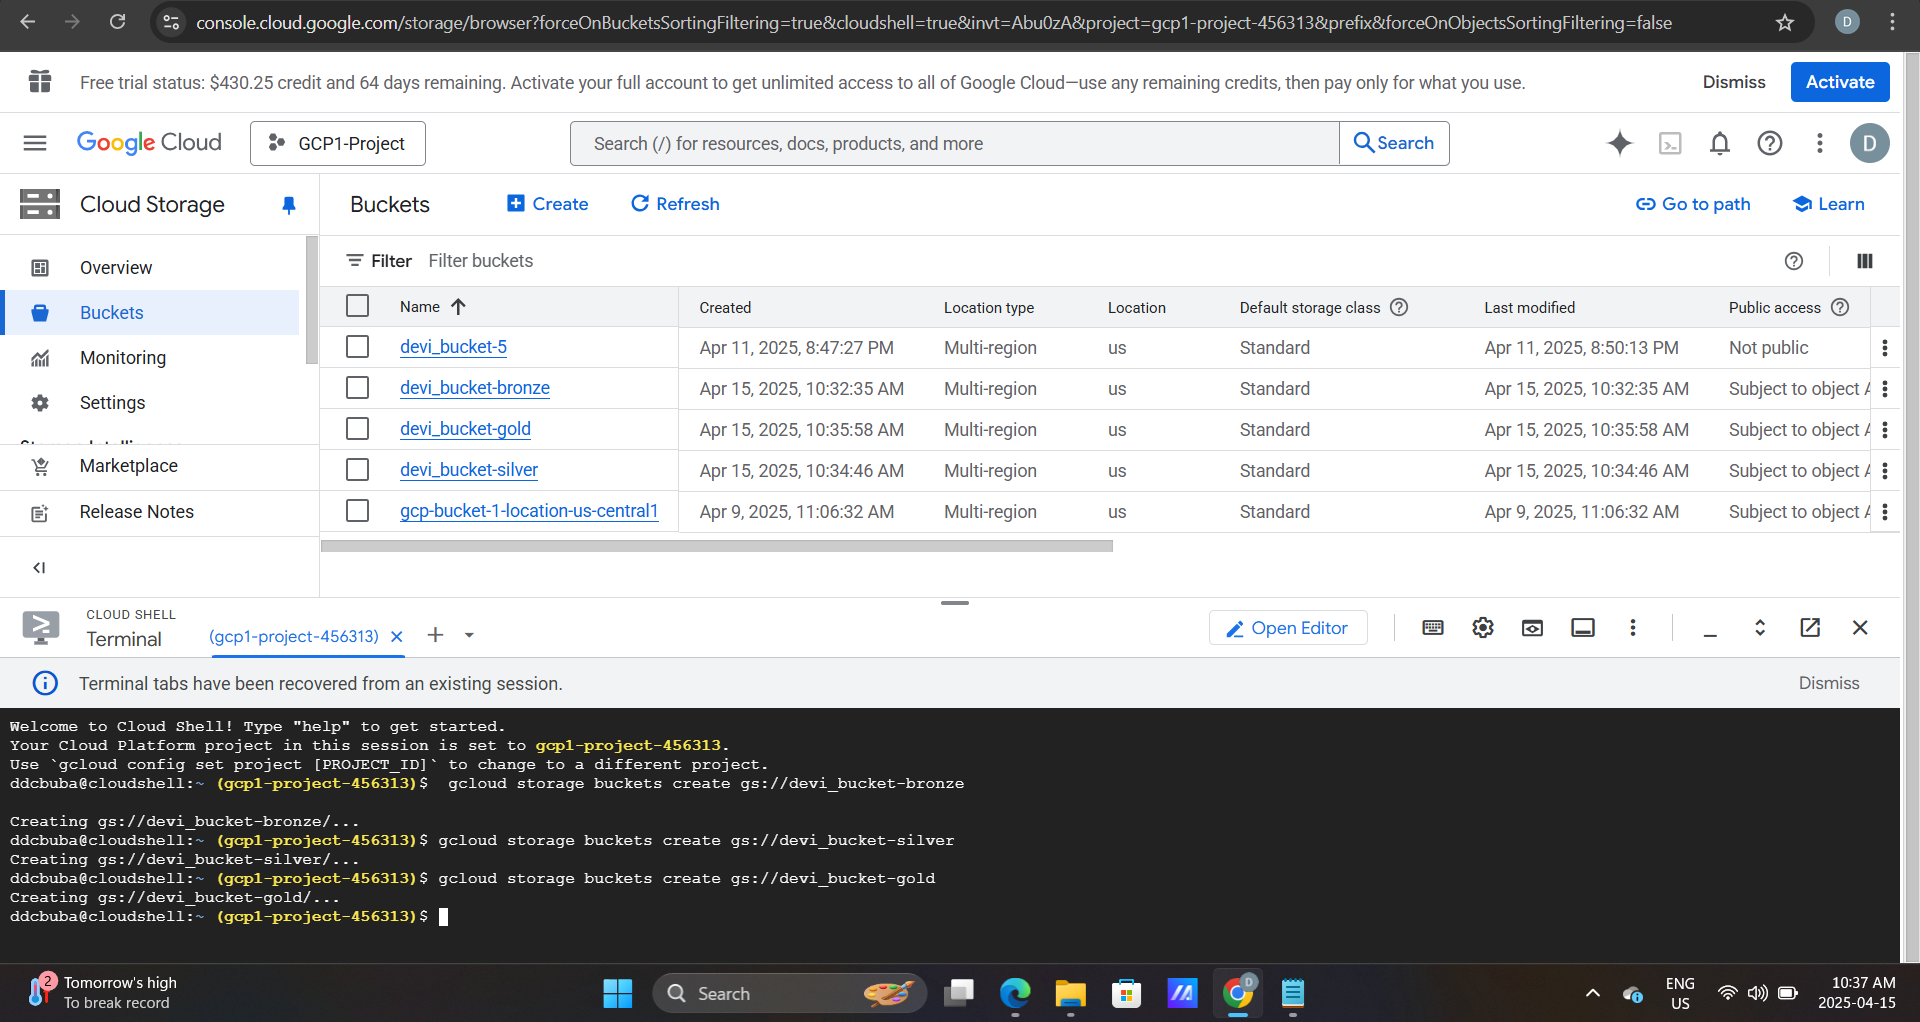 console.cloud.google.com/storage/browser?forceOnBucketsSortingFiltering=true&cloudshell=true&invt=Abu0zA&project=gcp1-project-456313&prefix&forceOnObjectsSortingFiltering=false
D
Free trial status: $430.25 credit and 64 days remaining. Activate your full account to get unlimited access to all of Google Cloud—use any remaining credits, then pay only for what you use.
Dismiss
Activate
Google Cloud
GCP1-Project
Search (/) for resources, docs, products, and more
Search
D
Cloud Storage
Buckets
Create
Refresh
Go to path
Learn
Overview
Buckets
Monitoring
Settings
Marketplace
Release Notes
Filter Filter buckets
Name Created Location type Location Default storage class Last modified Public access
devi_bucket-5 Apr 11, 2025, 8:47:27 PM Multi-region us Standard Apr 11, 2025, 8:50:13 PM Not public
devi_bucket-bronze Apr 15, 2025, 10:32:35 AM Multi-region us Standard Apr 15, 2025, 10:32:35 AM Subject to object A
devi_bucket-gold Apr 15, 2025, 10:35:58 AM Multi-region us Standard Apr 15, 2025, 10:35:58 AM Subject to object A
devi_bucket-silver Apr 15, 2025, 10:34:46 AM Multi-region us Standard Apr 15, 2025, 10:34:46 AM Subject to object A
gcp-bucket-1-location-us-central1 Apr 9, 2025, 11:06:32 AM Multi-region us Standard Apr 9, 2025, 11:06:32 AM Subject to object A
CLOUD SHELL
Terminal
(gcp1-project-456313)
Open Editor
Terminal tabs have been recovered from an existing session.
Dismiss
Welcome to Cloud Shell! Type "help" to get started.
Your Cloud Platform project in this session is set to gcp1-project-456313.
Use `gcloud config set project [PROJECT_ID]` to change to a different project.
ddcbuba@cloudshell:~ (gcp1-project-456313)$  gcloud storage buckets create gs://devi_bucket-bronze
Creating gs://devi_bucket-bronze/...
ddcbuba@cloudshell:~ (gcp1-project-456313)$ gcloud storage buckets create gs://devi_bucket-silver
Creating gs://devi_bucket-silver/...
ddcbuba@cloudshell:~ (gcp1-project-456313)$ gcloud storage buckets create gs://devi_bucket-gold
Creating gs://devi_bucket-gold/...
ddcbuba@cloudshell:~ (gcp1-project-456313)$
2
Tomorrow's high
To break record
Search
D
ENG
US
10:37 AM
2025-04-15